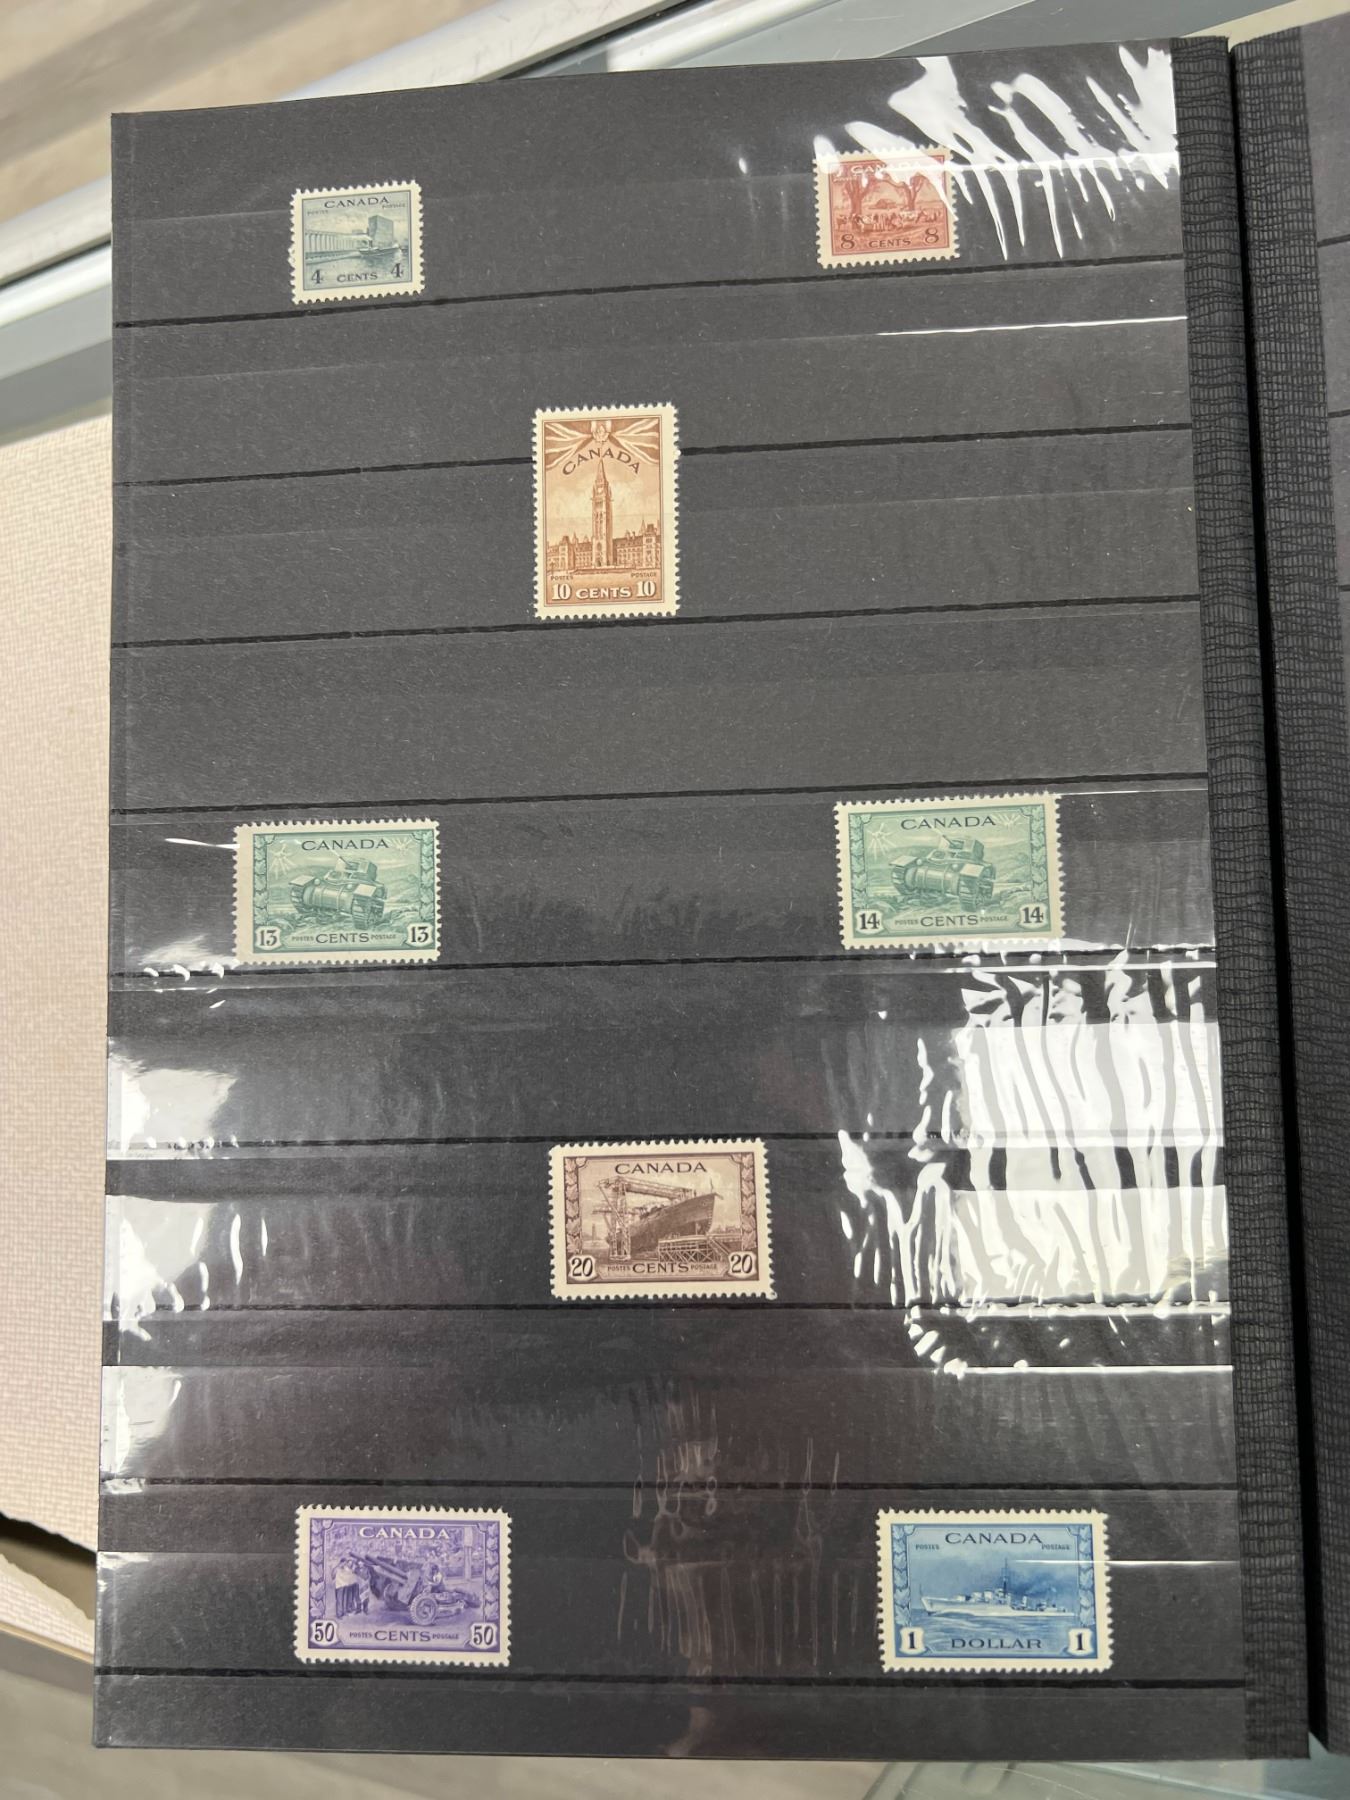 CANADA
POSTES POSTAGE
4 CENTS 4
CANADA
8 CENTS 8
CANADA
POSTES POSTAGE
10 CENTS 10
CANADA
13 POSTES CENTS POSTAGE 13
CANADA
14 POSTES CENTS POSTAGE 14
CANADA
20 POSTES CENTS POSTAGE 20
CANADA
50 POSTES CENTS POSTAGE 50
CANADA
POSTES POSTAGE
1 DOLLAR 1